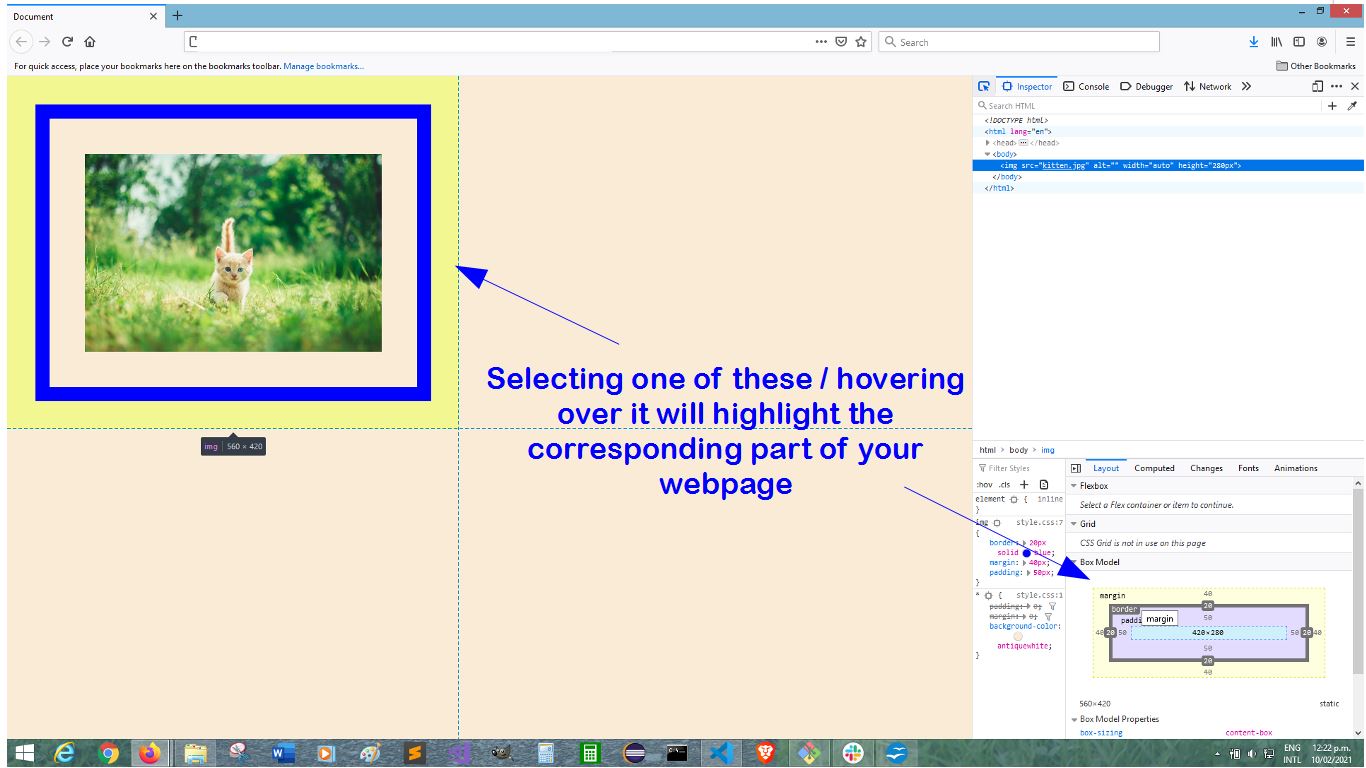 Document
Search
For quick access, place your bookmarks here on the bookmarks toolbar. Manage bookmarks...
Other Bookmarks
Inspector Console Debugger Network
Search HTML
<!DOCTYPE html>
<html lang="en">
<head> </head>
<body>
<img src="kitten.jpg" alt="" width="auto" height="280px">
</body>
</html>
img 560 × 420
Selecting one of these / hovering
over it will highlight the
corresponding part of your
webpage
html > body > img
Filter Styles
:hov .cls +
element { inline
}
img style.css:7
{
border: 20px
solid blue;
margin: 40px;
padding: 50px;
}
* { style.css:1
padding: 0;
margin: 0;
background-color:
antiquewhite;
}
Layout Computed Changes Fonts Animations
Flexbox
Select a Flex container or item to continue.
Grid
CSS Grid is not in use on this page
Box Model
margin 40
border 20
paddi 50
margin
40 20 50 420×280 50 20 40
50
20
40
560×420 static
Box Model Properties
box-sizing content-box
ENG 12:22 p.m.
INTL 10/02/2021